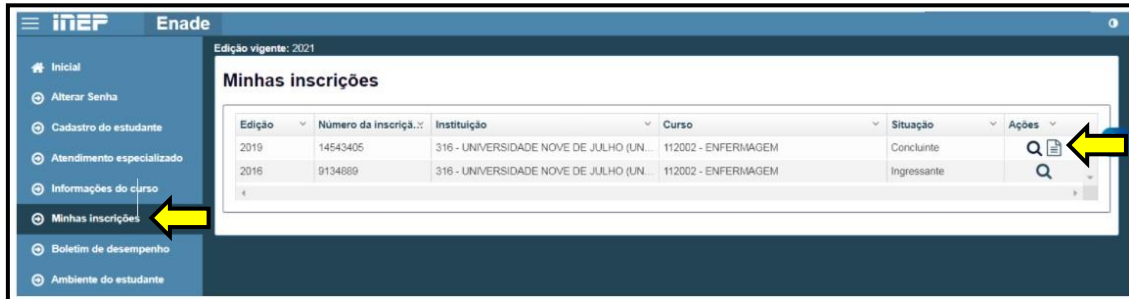 inep Enade
Edição vigente: 2021
Inicial
Alterar Senha
Cadastro do estudante
Atendimento especializado
Informações do curso
Minhas inscrições
Boletim de desempenho
Ambiente do estudante
Minhas inscrições
Edição Número da inscriçã... Instituição Curso Situação Ações
2019 14543405 316 - UNIVERSIDADE NOVE DE JULHO (UN... 112002 - ENFERMAGEM Concluinte
2016 9134889 316 - UNIVERSIDADE NOVE DE JULHO (UN... 112002 - ENFERMAGEM Ingressante